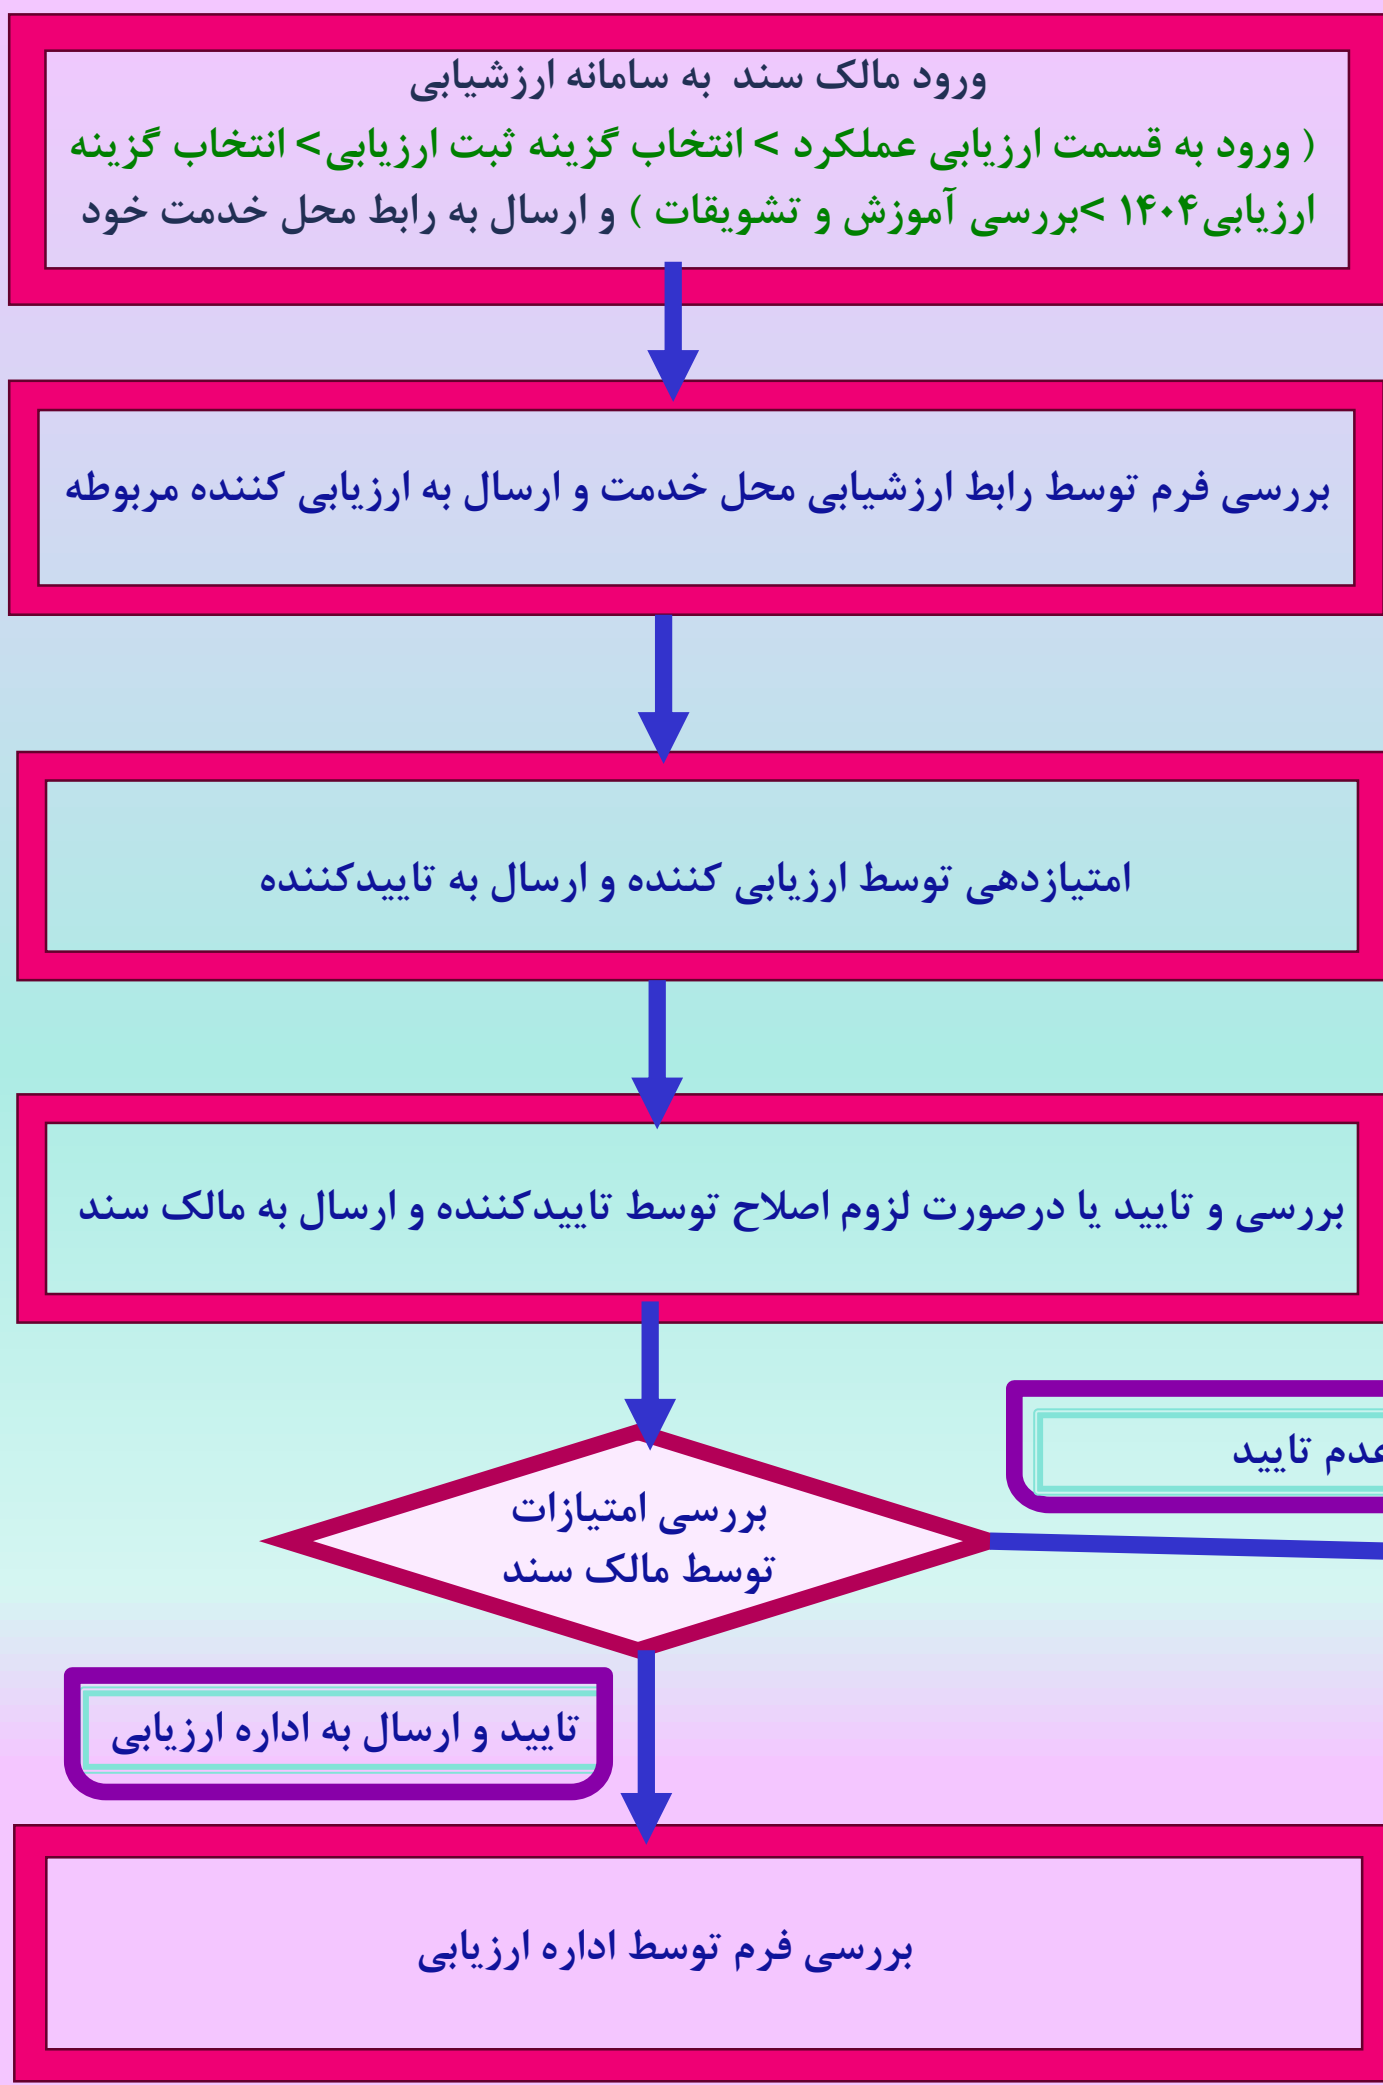 ورود مالک سند به سامانه ارزشیابی
( ورود به قسمت ارزیابی عملکرد > انتخاب گزینه ثبت ارزیابی> انتخاب گزینه
ارزیابی۱۴۰۴ >بررسی آموزش و تشویقات ) و ارسال به رابط محل خدمت خود
بررسی فرم توسط رابط ارزشیابی محل خدمت و ارسال به ارزیابی کننده مربوطه
امتیازدهی توسط ارزیابی کننده و ارسال به تاییدکننده
بررسی و تایید یا درصورت لزوم اصلاح توسط تاییدکننده و ارسال به مالک سند
عدم تایید
بررسی امتیازات
توسط مالک سند
تایید و ارسال به اداره ارزیابی
بررسی فرم توسط اداره ارزیابی